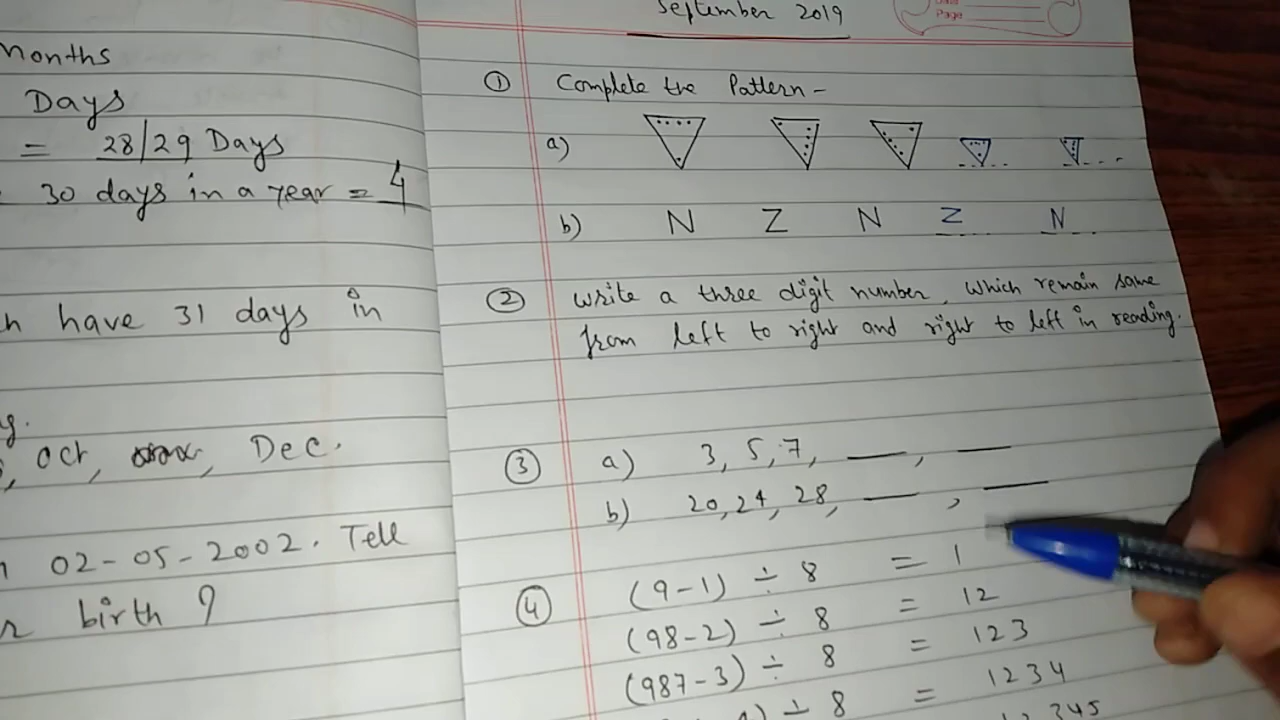 Months
Days
= 28/29 Days
30 days in a year = 4
have 31 days in
oct, Dec.
02-05-2002. Tell
birth ?
September 2019
Page
① Complete the Pattern -
a)
b) N Z N Z N
② Write a three digit number, which remain same
from left to right and right to left in reading.
③ a) 3, 5, 7, ___, ___
b) 20, 24, 28, ___, ___
④ (9-1) ÷ 8 = 1
(98-2) ÷ 8 = 12
(987-3) ÷ 8 = 123
÷ 8 = 1234
12345